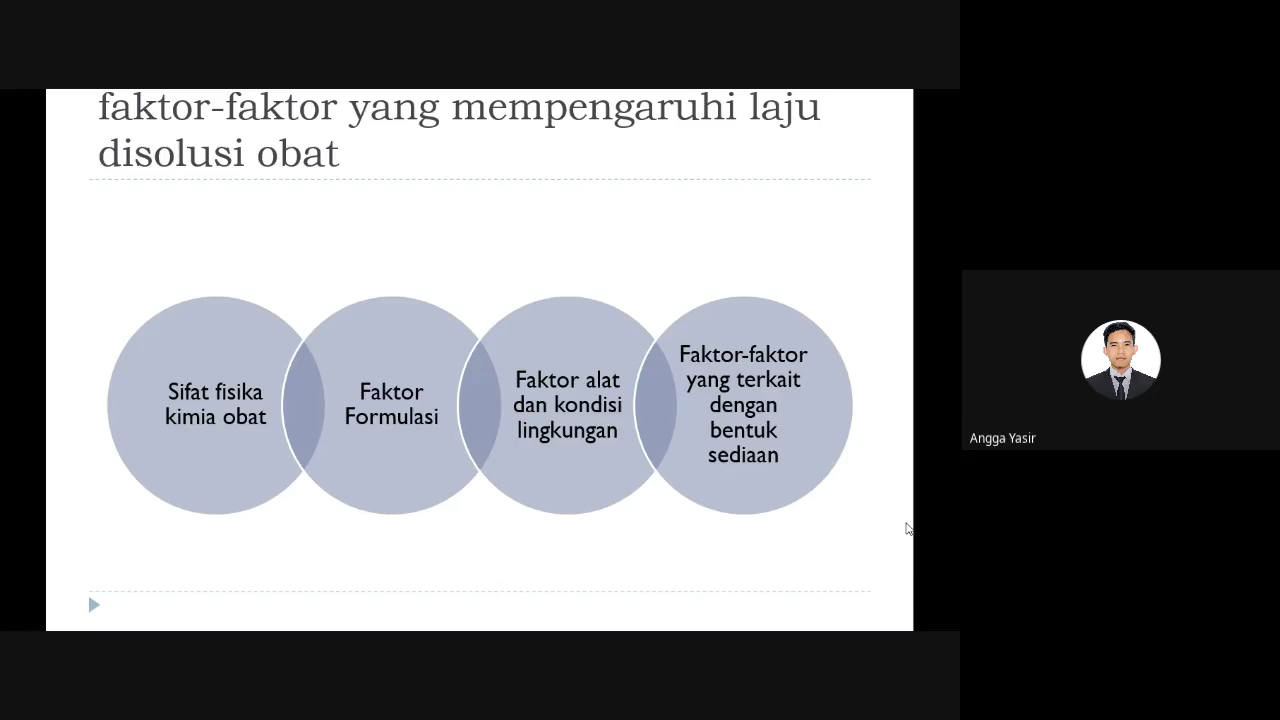 faktor-faktor yang mempengaruhi laju
disolusi obat
Sifat fisika
kimia obat
Faktor
Formulasi
Faktor alat
dan kondisi
lingkungan
Faktor-faktor
yang terkait
dengan
bentuk
sediaan
Angga Yasir